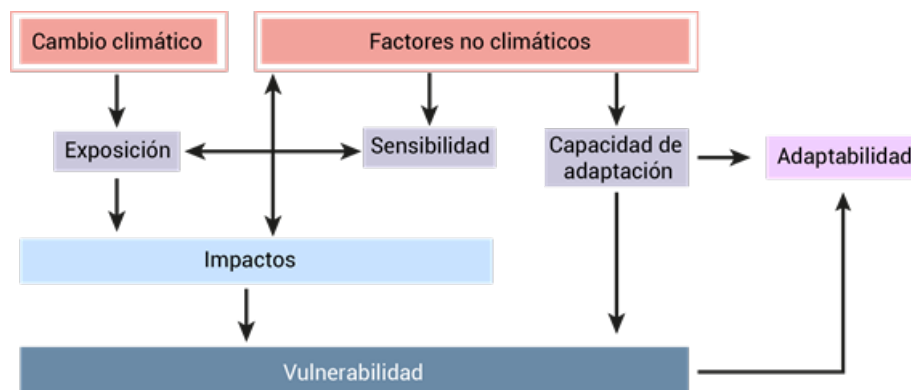 Cambio climático
Factores no climáticos
Exposición
Sensibilidad
Capacidad de
adaptación
Adaptabilidad
Impactos
Vulnerabilidad